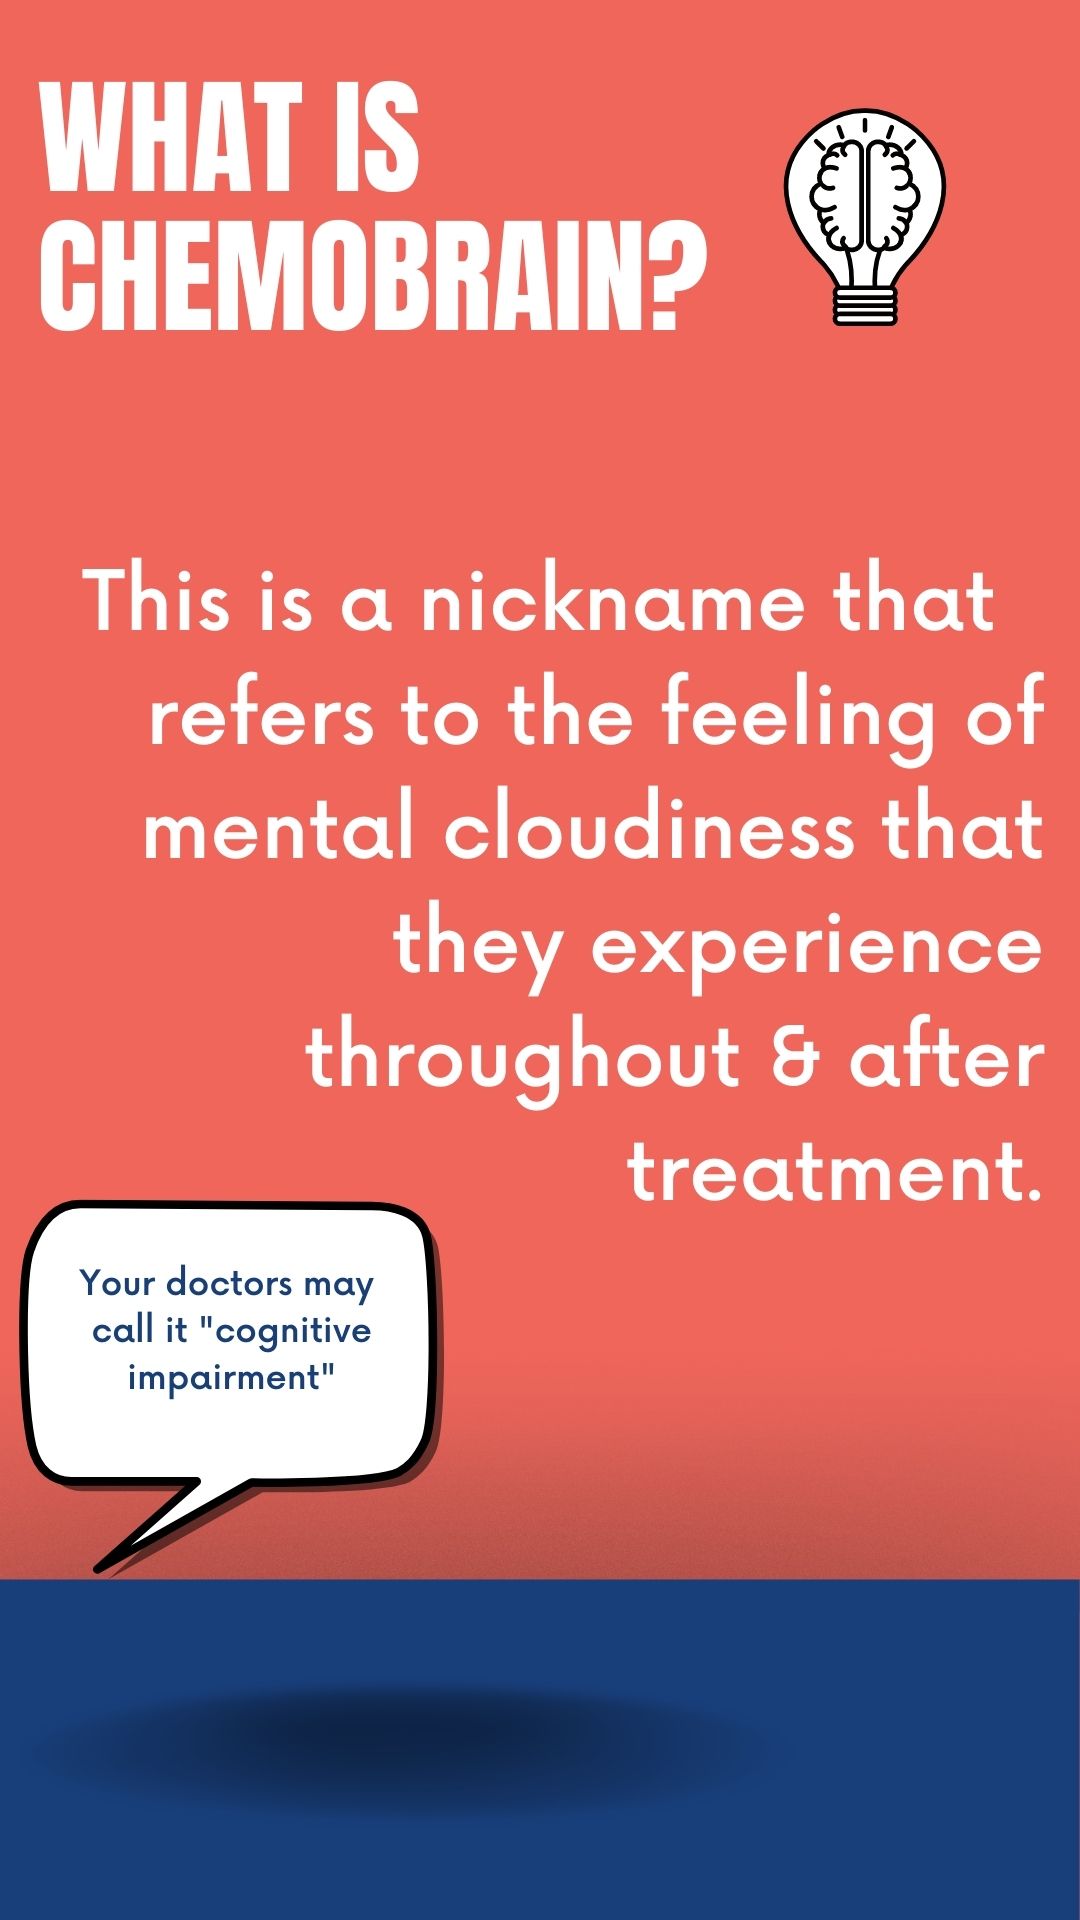 WHAT IS
CHEMOBRAIN?
This is a nickname that
refers to the feeling of
mental cloudiness that
they experience
throughout & after
treatment.
Your doctors may
call it "cognitive
impairment"